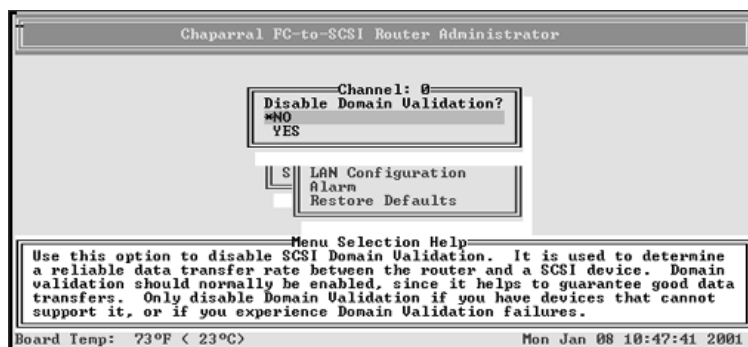 Chaparral FC-to-SCSI Router Administrator
Channel: 0
Disable Domain Validation?
*NO
YES
S
LAN Configuration
Alarm
Restore Defaults
Menu Selection Help
Use this option to disable SCSI Domain Validation. It is used to determine
a reliable data transfer rate between the router and a SCSI device. Domain
validation should normally be enabled, since it helps to guarantee good data
transfers. Only disable Domain Validation if you have devices that cannot
support it, or if you experience Domain Validation failures.
Board Temp: 73ºF ( 23ºC) Mon Jan 08 10:47:41 2001